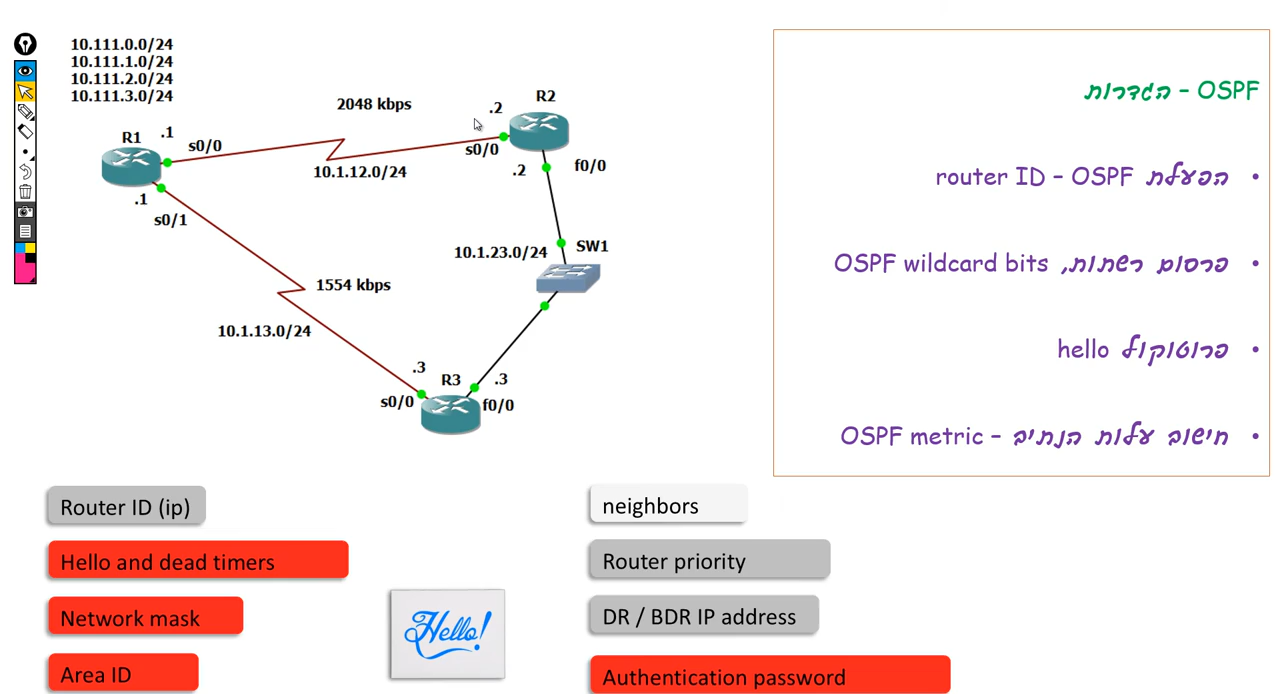 10.111.0.0/24
10.111.1.0/24
10.111.2.0/24
10.111.3.0/24
2048 kbps
R2
.2
R1
.1
s0/0
s0/0
10.1.12.0/24
.2
f0/0
.1
s0/1
10.1.23.0/24
SW1
1554 kbps
10.1.13.0/24
.3
R3
.3
s0/0
f0/0
OSPF – הגדרות
• הפעלת router ID – OSPF
• פרסום רשתות, OSPF wildcard bits
• פרוטוקול hello
• חישוב עלות הנתיב – OSPF metric
Router ID (ip)
Hello and dead timers
Network mask
Area ID
Hello!
neighbors
Router priority
DR / BDR IP address
Authentication password